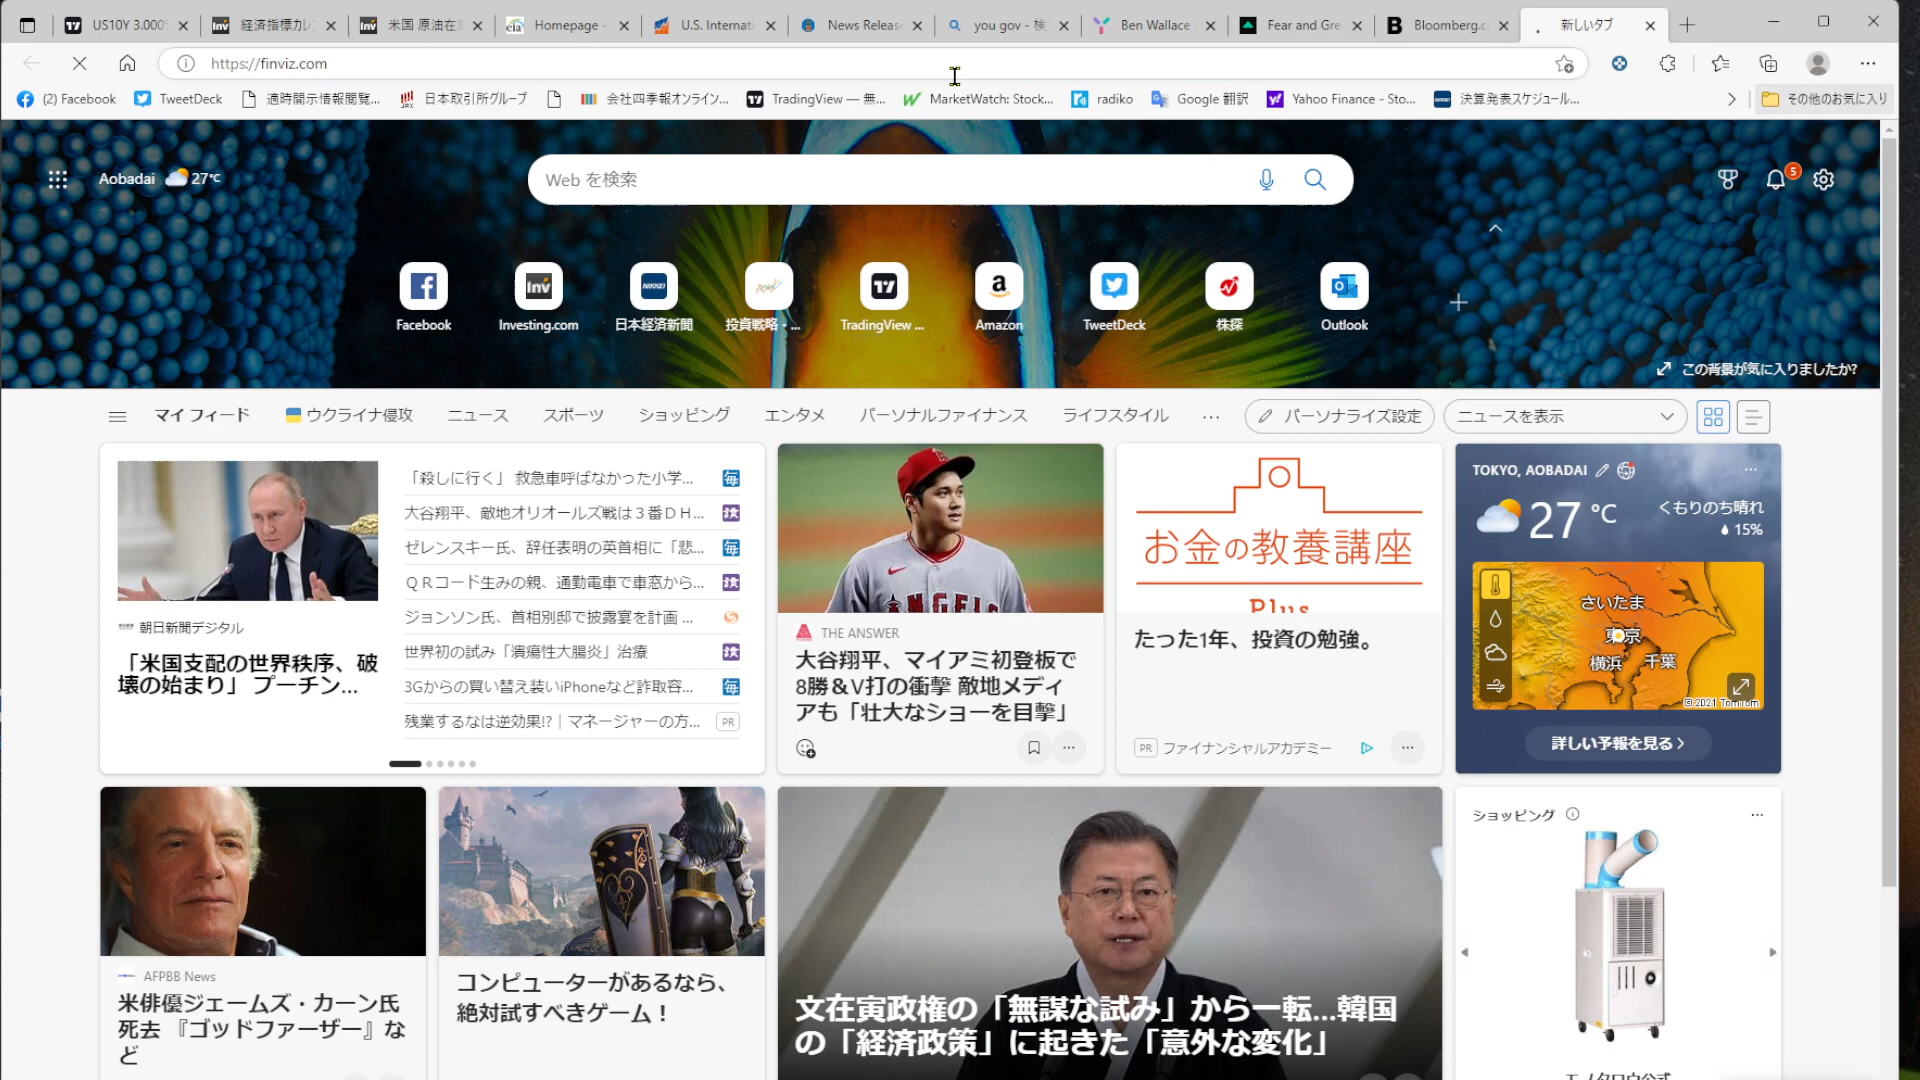 US10Y 3.000
経済指標カレ
米国 原油在
Homepage -
U.S. Internati
News Releas
you gov - 検
Ben Wallace
Fear and Gre
Bloomberg.c
新しいタブ
https://finviz.com
(2) Facebook
TweetDeck
適時開示情報閲覧...
日本取引所グループ
会社四季報オンライン...
TradingView — 無...
MarketWatch: Stock...
radiko
Google 翻訳
Yahoo Finance - Sto...
決算発表スケジュール...
その他のお気に入り
Aobadai 27℃
Web を検索
5
Facebook
Investing.com
日本経済新聞
投資戦略・...
TradingView ...
Amazon
TweetDeck
株探
Outlook
この背景が気に入りましたか?
マイ フィード
ウクライナ侵攻
ニュース
スポーツ
ショッピング
エンタメ
パーソナルファイナンス
ライフスタイル
...
パーソナライズ設定
ニュースを表示
朝日新聞デジタル
「米国支配の世界秩序、破
壊の始まり」 プーチン...
「殺しに行く」 救急車呼ばなかった小学...
大谷翔平、敵地オリオールズ戦は３番ＤＨ...
ゼレンスキー氏、辞任表明の英首相に「悲...
ＱＲコード生みの親、通勤電車で車窓から...
ジョンソン氏、首相別邸で披露宴を計画 ...
世界初の試み「潰瘍性大腸炎」治療
3Gからの買い替え装いiPhoneなど詐取容...
残業するなは逆効果!?｜マネージャーの方...
PR
ANGELS
THE ANSWER
大谷翔平、マイアミ初登板で
8勝＆V打の衝撃 敵地メディ
アも「壮大なショーを目撃」
お金の教養講座
Plus
たった1年、投資の勉強。
PR ファイナンシャルアカデミー
TOKYO, AOBADAI
27 ℃
くもりのち晴れ
15%
さいたま
東京
横浜
千葉
© 2021 TomTom
詳しい予報を見る
AFPBB News
米俳優ジェームズ・カーン氏
死去 『ゴッドファーザー』な
ど
コンピューターがあるなら、
絶対試すべきゲーム！
文在寅政権の「無謀な試み」から一転...韓国
の「経済政策」に起きた「意外な変化」
ショッピング